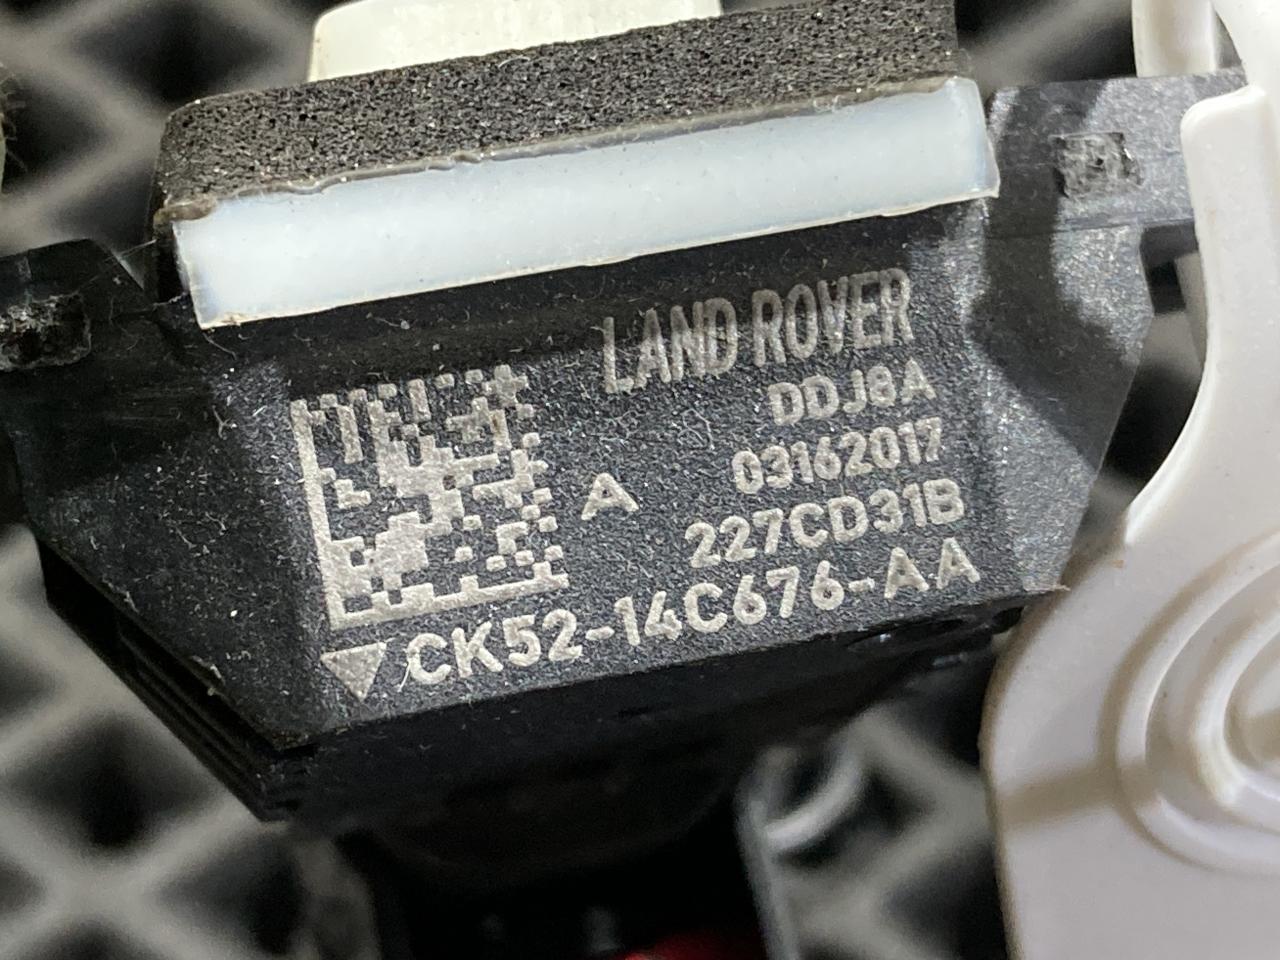 LAND ROVER
DDJ8A
03162017
A
227CD31B
CK52-14C676-AA